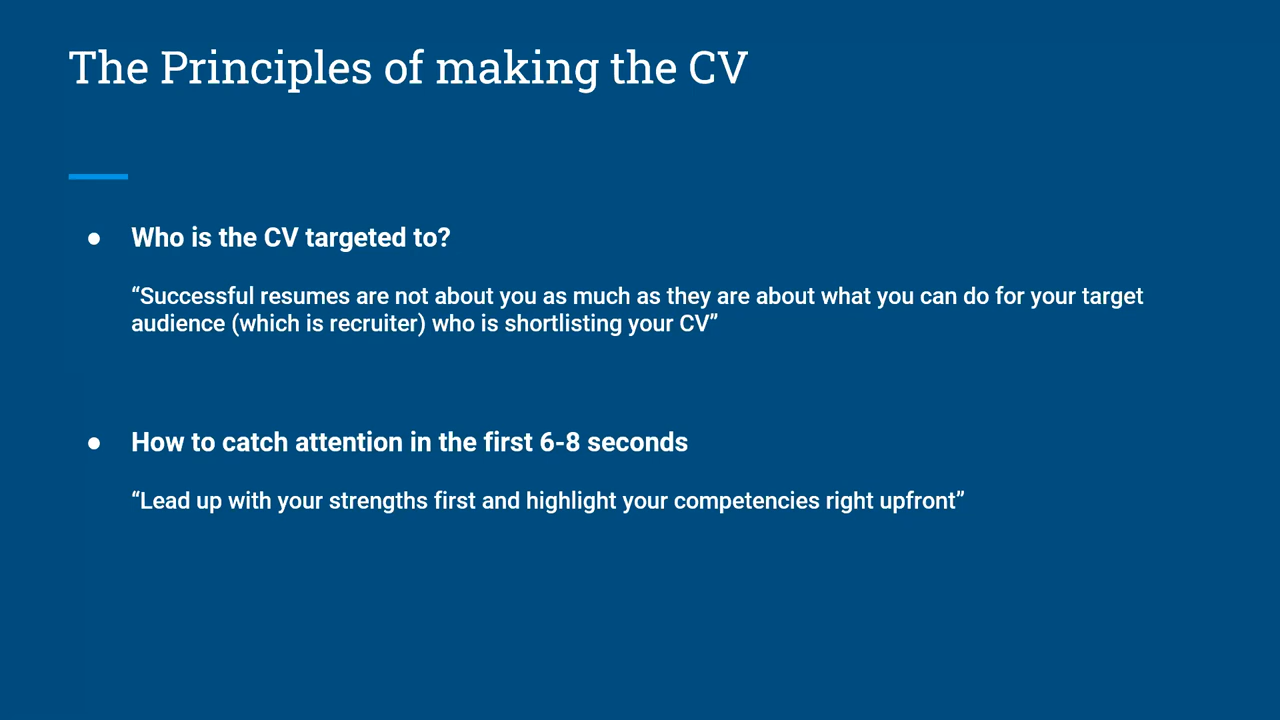 The Principles of making the CV
● Who is the CV targeted to?
“Successful resumes are not about you as much as they are about what you can do for your target
audience (which is recruiter) who is shortlisting your CV”
● How to catch attention in the first 6-8 seconds
“Lead up with your strengths first and highlight your competencies right upfront”